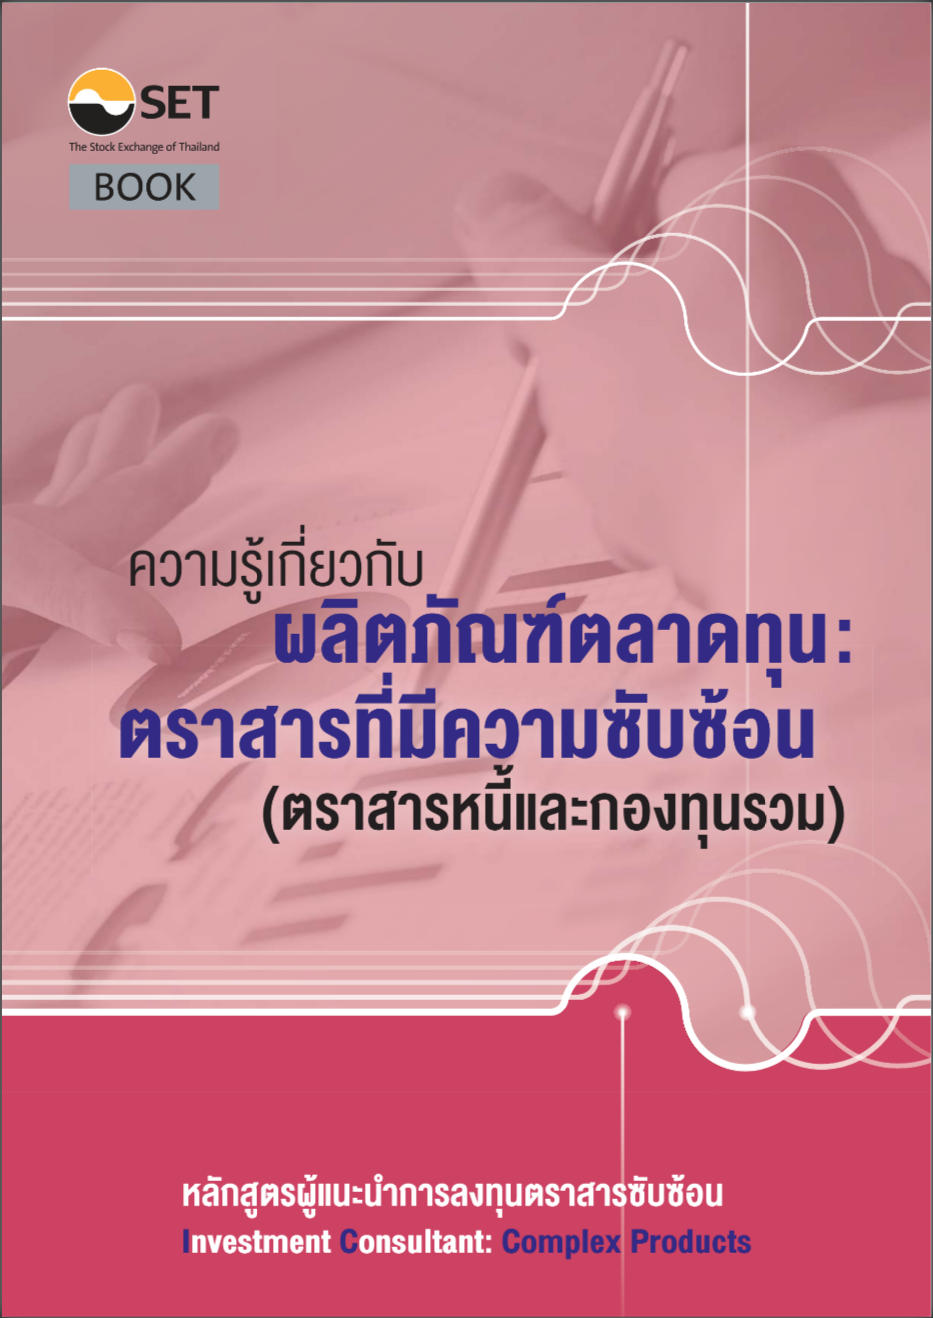 SET
The Stock Exchange of Thailand
BOOK
ความรู้เกี่ยวกับ
ผลิตภัณฑ์ตลาดทุน:
ตราสารที่มีความซับซ้อน
(ตราสารหนี้และกองทุนรวม)
หลักสูตรผู้แนะนำการลงทุนตราสารซับซ้อน
Investment Consultant: Complex Products